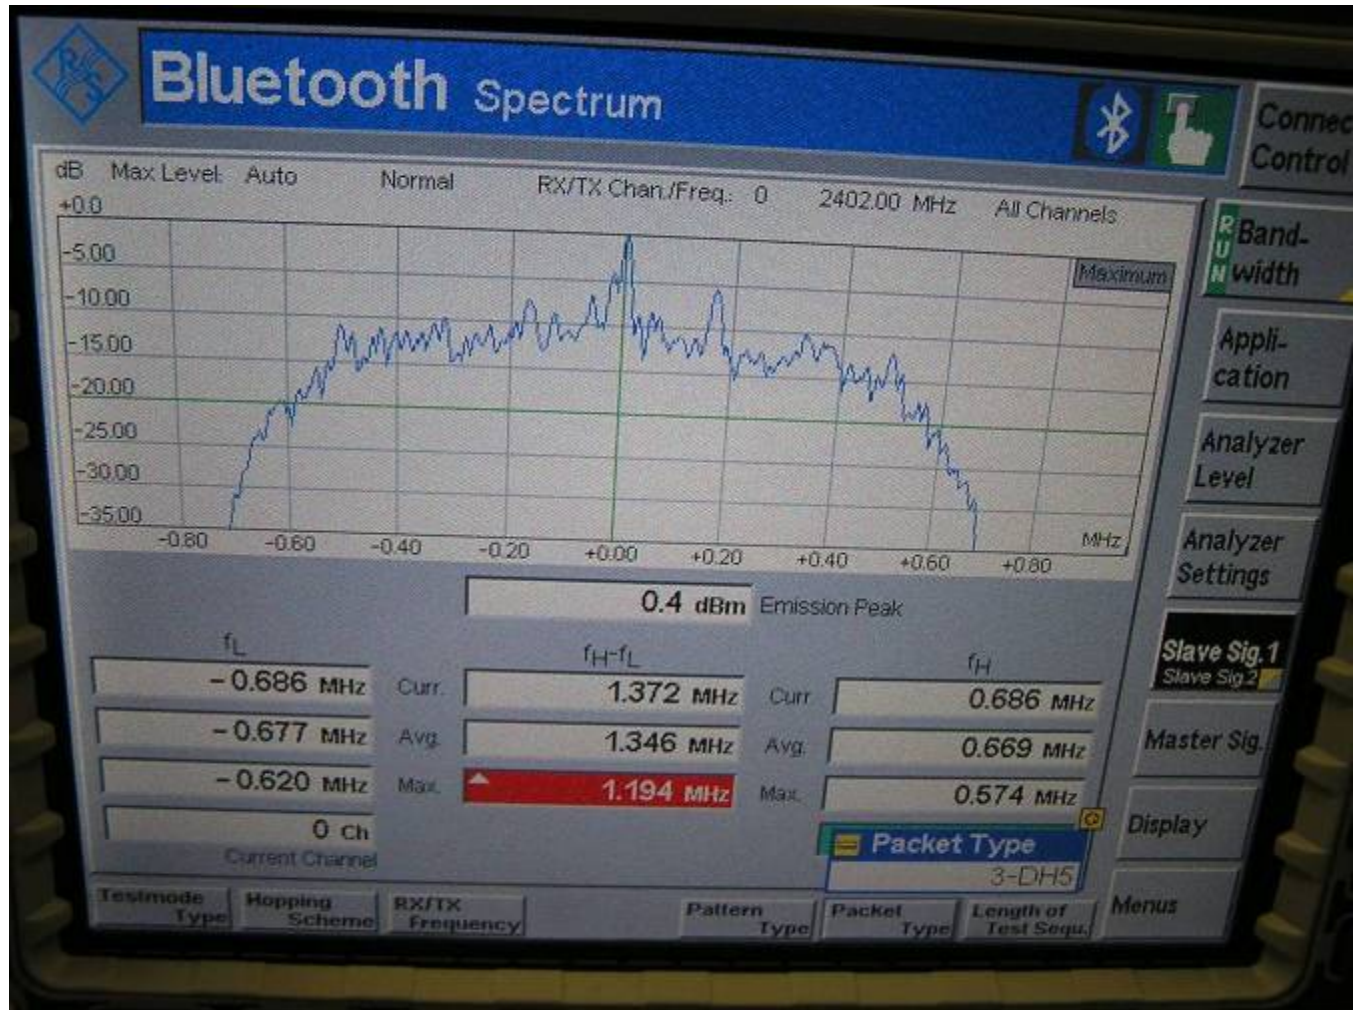 Bluetooth Spectrum
Connec
Control
dB Max Level: Auto Normal RX/TX Chan./Freq.: 0 2402.00 MHz All Channels
+0.0
-5.00
-10.00
-15.00
-20.00
-25.00
-30.00
-35.00
Maximum
-0.80 -0.60 -0.40 -0.20 +0.00 +0.20 +0.40 +0.60 +0.80 MHz
RUN
Band-
width
Appli-
cation
Analyzer
Level
Analyzer
Settings
Slave Sig.1
Slave Sig.2
Master Sig.
Display
Menus
0.4 dBm Emission Peak
fL fH-fL fH
-0.686 MHz Curr. 1.372 MHz Curr 0.686 MHz
-0.677 MHz Avg. 1.346 MHz Avg. 0.669 MHz
-0.620 MHz Max. 1.194 MHz Max. 0.574 MHz
0 Ch
Current Channel
Packet Type
3-DH5
Testmode
Type
Hopping
Scheme
RX/TX
Frequency
Pattern
Type
Packet
Type
Length of
Test Sequ.